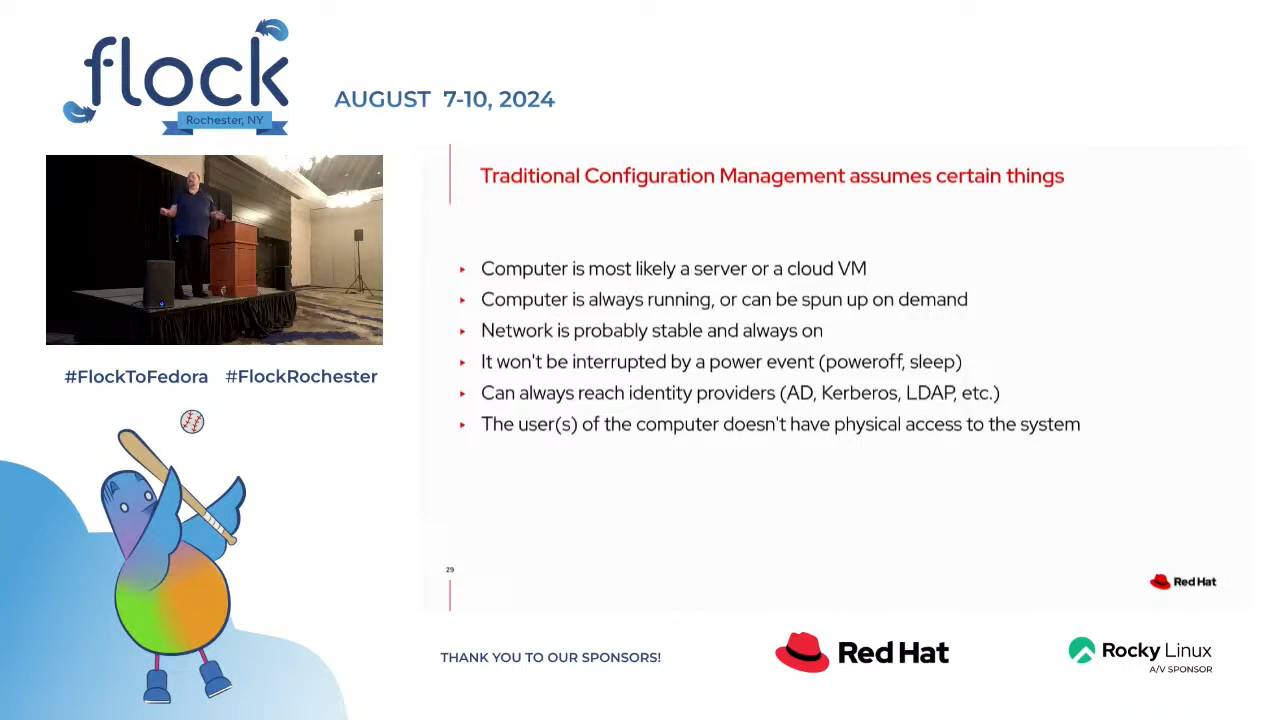 flock
Rochester, NY
AUGUST 7-10, 2024
Traditional Configuration Management assumes certain things
Computer is most likely a server or a cloud VM
Computer is always running, or can be spun up on demand
Network is probably stable and always on
It won't be interrupted by a power event (poweroff, sleep)
Can always reach identity providers (AD, Kerberos, LDAP, etc.)
The user(s) of the computer doesn't have physical access to the system
29
Red Hat
#FlockToFedora #FlockRochester
THANK YOU TO OUR SPONSORS!
Red Hat
Rocky Linux
A/V SPONSOR